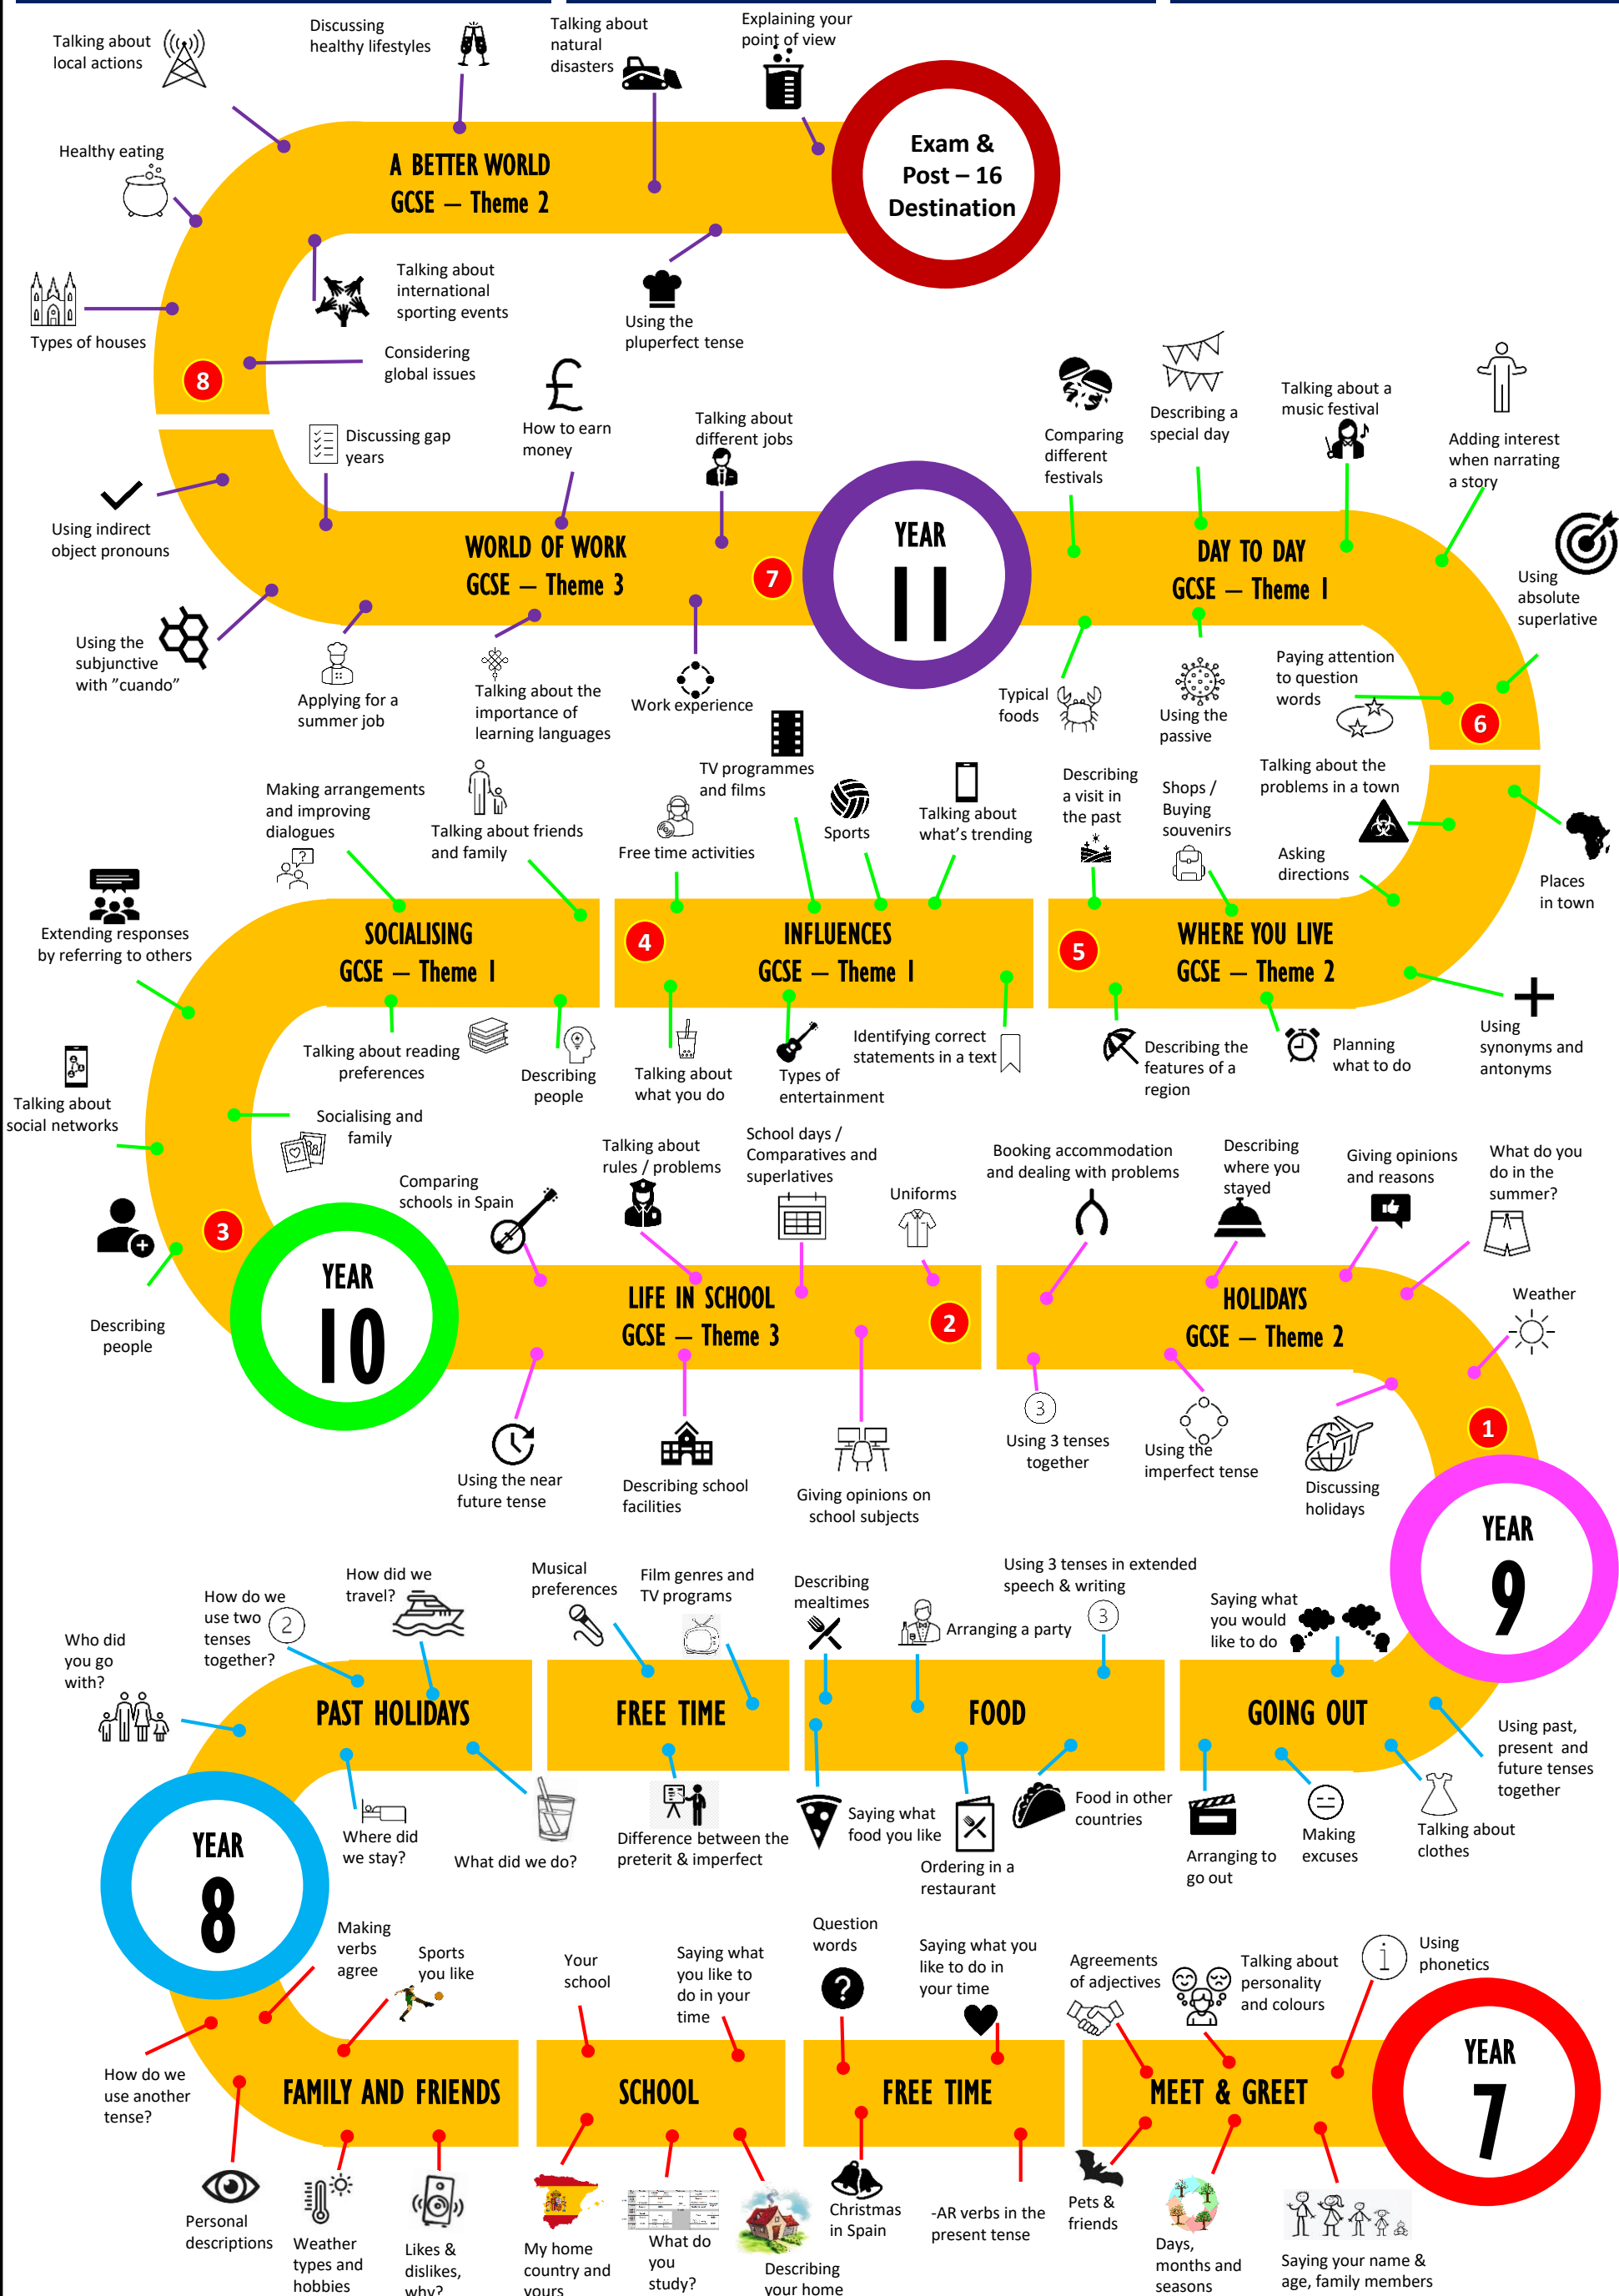 Talking about
local actions
Discussing
healthy lifestyles
Talking about
natural
disasters
Explaining your
point of view
Healthy eating
A BETTER WORLD
GCSE – Theme 2
Exam &
Post – 16
Destination
Types of houses
Talking about
international
sporting events
Using the
pluperfect tense
Considering
global issues
8
Discussing gap
years
How to earn
money
Talking about
different jobs
Comparing
different
festivals
Describing a
special day
Talking about a
music festival
Adding interest
when narrating
a story
Using indirect
object pronouns
WORLD OF WORK
GCSE – Theme 3
7
YEAR
11
DAY TO DAY
GCSE – Theme 1
Using
absolute
superlative
Using the
subjunctive
with ”cuando”
Applying for a
summer job
Talking about the
importance of
learning languages
Work experience
Typical
foods
Using the
passive
Paying attention
to question
words
6
Making arrangements
and improving
dialogues
?
Talking about friends
and family
Free time activities
TV programmes
and films
Sports
Talking about
what’s trending
Describing
a visit in
the past
Shops /
Buying
souvenirs
Talking about the
problems in a town
Asking
directions
Places
in town
Extending responses
by referring to others
SOCIALISING
GCSE – Theme 1
4
INFLUENCES
GCSE – Theme 1
5
WHERE YOU LIVE
GCSE – Theme 2
Talking about reading
preferences
Describing
people
Talking about
what you do
Types of
entertainment
Identifying correct
statements in a text
Describing the
features of a
region
Planning
what to do
Using
synonyms and
antonyms
Talking about
social networks
Socialising and
family
Comparing
schools in Spain
Talking about
rules / problems
School days /
Comparatives and
superlatives
Uniforms
Booking accommodation
and dealing with problems
Describing
where you
stayed
Giving opinions
and reasons
What do you
do in the
summer?
3
Describing
people
YEAR
10
LIFE IN SCHOOL
GCSE – Theme 3
2
HOLIDAYS
GCSE – Theme 2
Weather
1
Using the near
future tense
Describing school
facilities
Giving opinions on
school subjects
3
Using 3 tenses
together
Using the
imperfect tense
Discussing
holidays
YEAR
9
Who did
you go
with?
How do we
use two
tenses
together?
2
How did we
travel?
Musical
preferences
Film genres and
TV programs
Describing
mealtimes
Arranging a party
Using 3 tenses in extended
speech & writing
3
Saying what
you would
like to do
PAST HOLIDAYS
FREE TIME
FOOD
GOING OUT
Using past,
present and
future tenses
together
Where did
we stay?
What did we do?
Difference between the
preterit & imperfect
Saying what
food you like
Ordering in a
restaurant
Food in other
countries
Arranging to
go out
Making
excuses
Talking about
clothes
YEAR
8
Making
verbs
agree
Sports
you like
Your
school
Saying what
you like to
do in your
time
Question
words
?
Saying what you
like to do in
your time
Agreements
of adjectives
Talking about
personality
and colours
i
Using
phonetics
How do we
use another
tense?
FAMILY AND FRIENDS
SCHOOL
FREE TIME
MEET & GREET
YEAR
7
Personal
descriptions
Weather
types and
hobbies
Likes &
dislikes,
why?
My home
country and
yours
What do
you
study?
Describing
your home
Christmas
in Spain
-AR verbs in the
present tense
Pets &
friends
Days,
months and
seasons
Saying your name &
age, family members